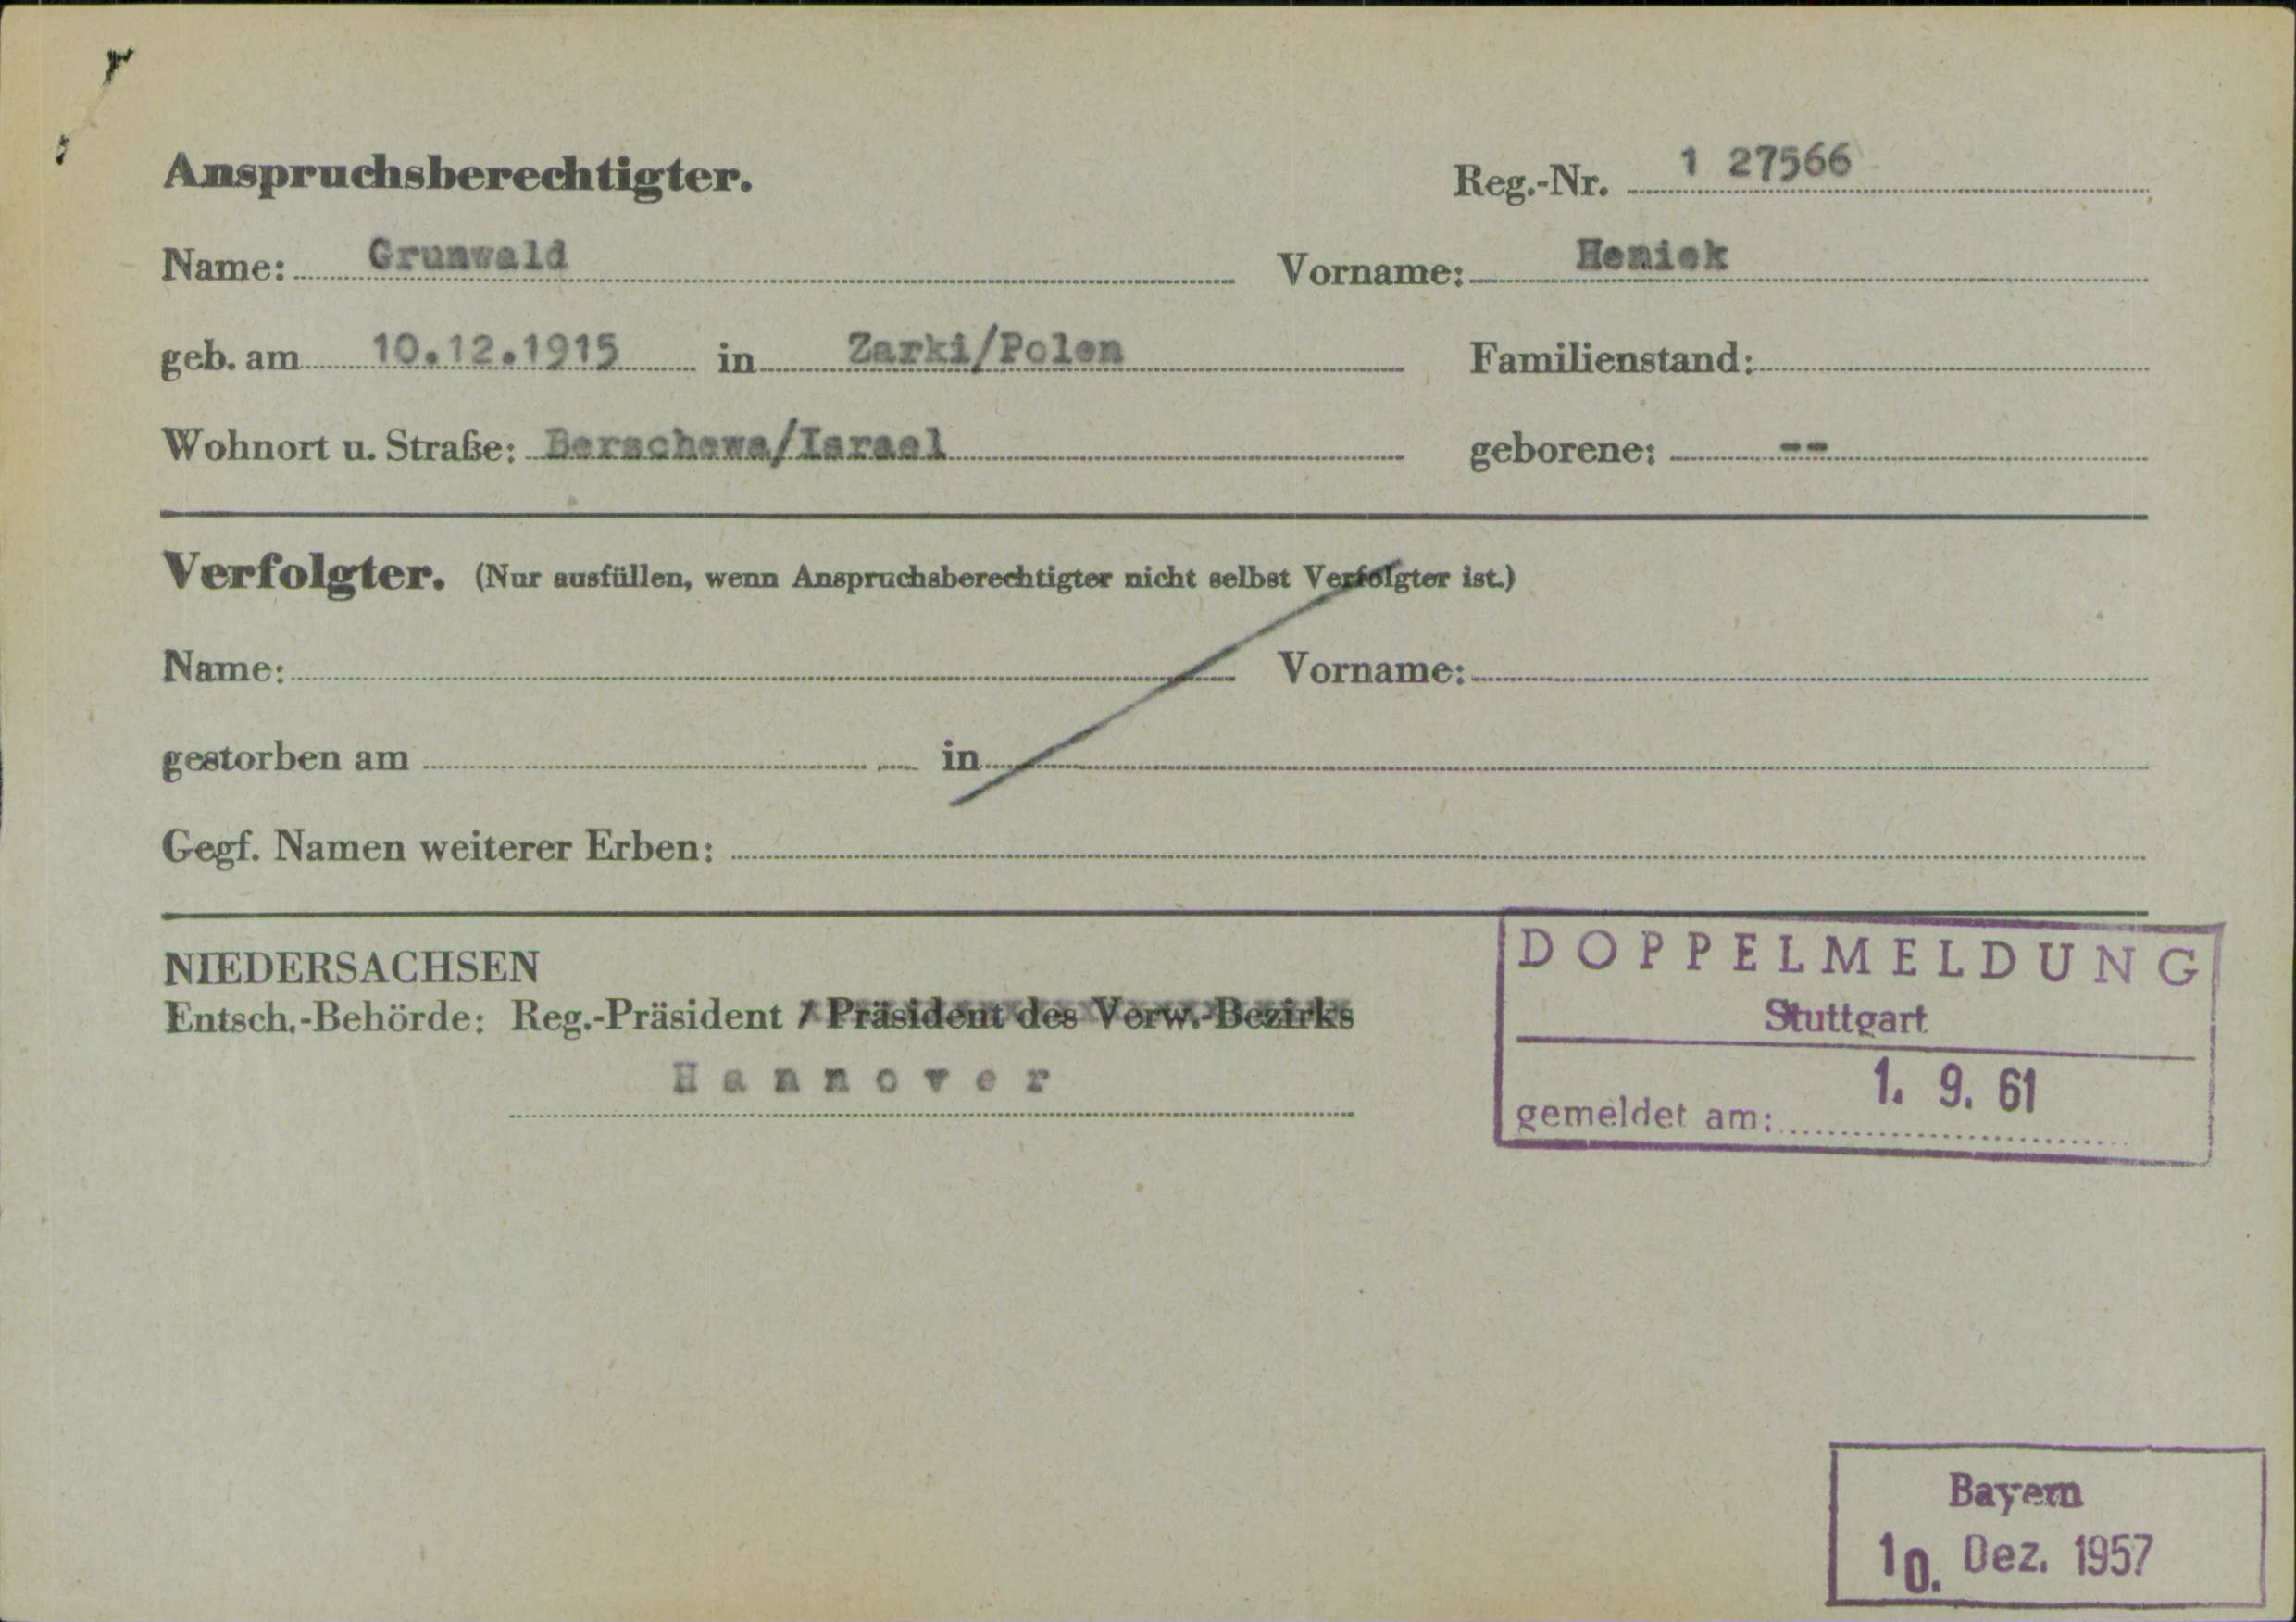 Anspruchsberechtigter.
Reg.-Nr. 1 27566
Name: Grunwald Vorname: Heniek
geb. am 10.12.1915 in Zarki/Polen Familienstand:
Wohnort u. Straße: Berschewa/Israel geborene: --
Verfolgter. (Nur ausfüllen, wenn Anspruchsberechtigter nicht selbst Verfolgter ist.)
Name: Vorname:
gestorben am in
Gegf. Namen weiterer Erben:
NIEDERSACHSEN
Entsch.-Behörde: Reg.-Präsident / Präsident des Verw.-Bezirks
Hannover
DOPPELMELDUNG
Stuttgart
gemeldet am: 1. 9. 61
Bayern
10. Dez. 1957